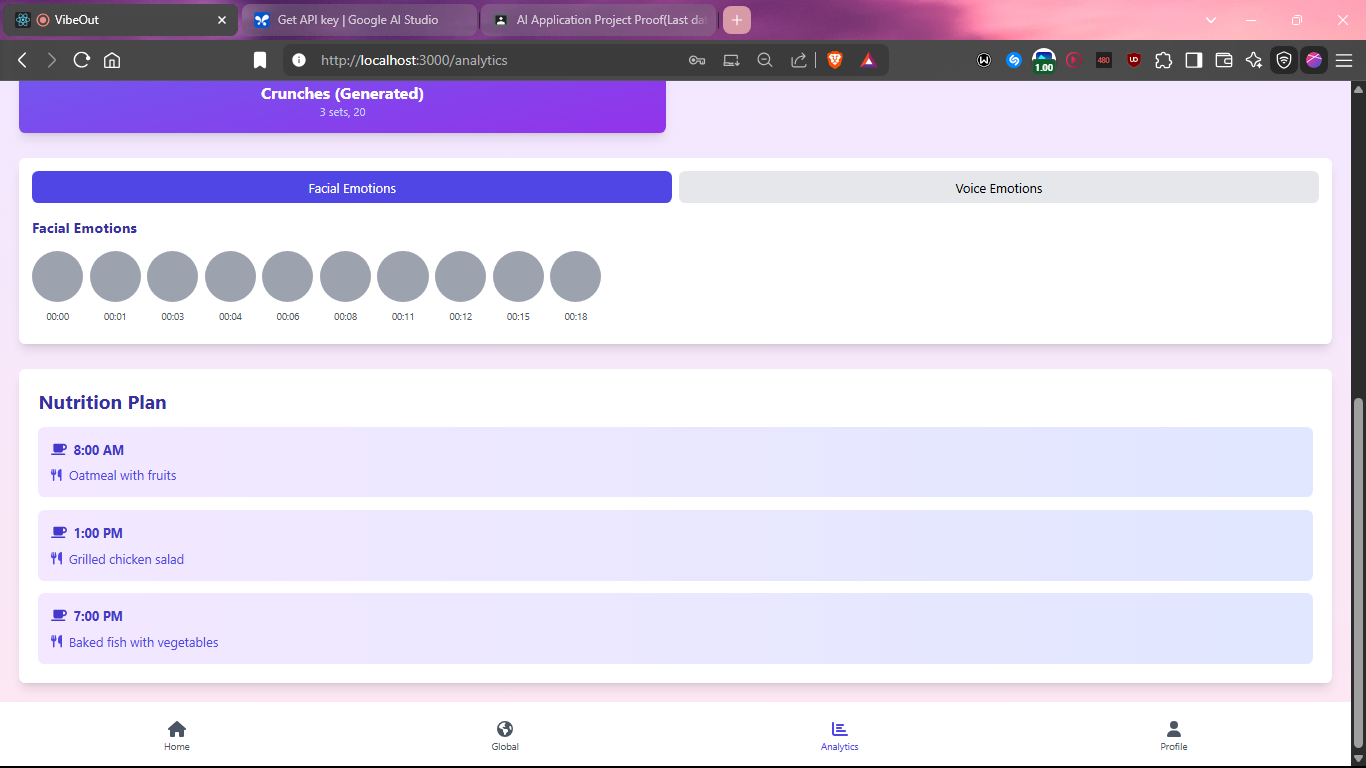 VibeOut
Get API key | Google AI Studio
AI Application Project Proof(Last da
http://localhost:3000/analytics
1.00
480
Crunches (Generated)
3 sets, 20
Facial Emotions
Voice Emotions
Facial Emotions
00:00 00:01 00:03 00:04 00:06 00:08 00:11 00:12 00:15 00:18
Nutrition Plan
8:00 AM
Oatmeal with fruits
1:00 PM
Grilled chicken salad
7:00 PM
Baked fish with vegetables
Home
Global
Analytics
Profile